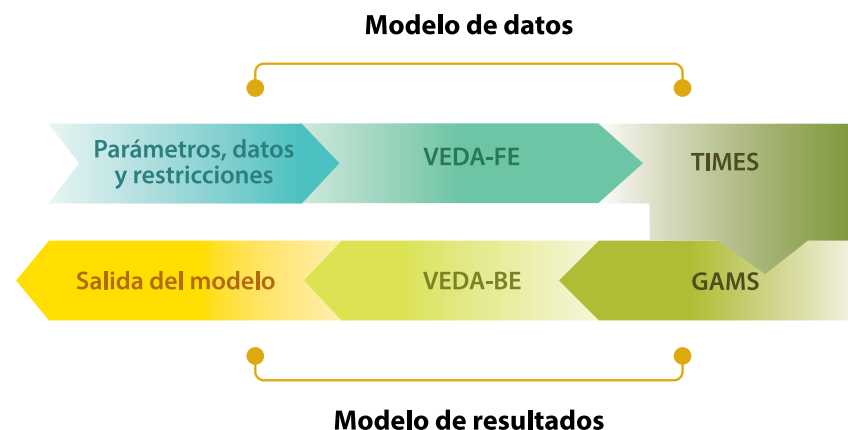 Modelo de datos
Parámetros, datos
y restricciones
VEDA-FE
TIMES
Salida del modelo
VEDA-BE
GAMS
Modelo de resultados